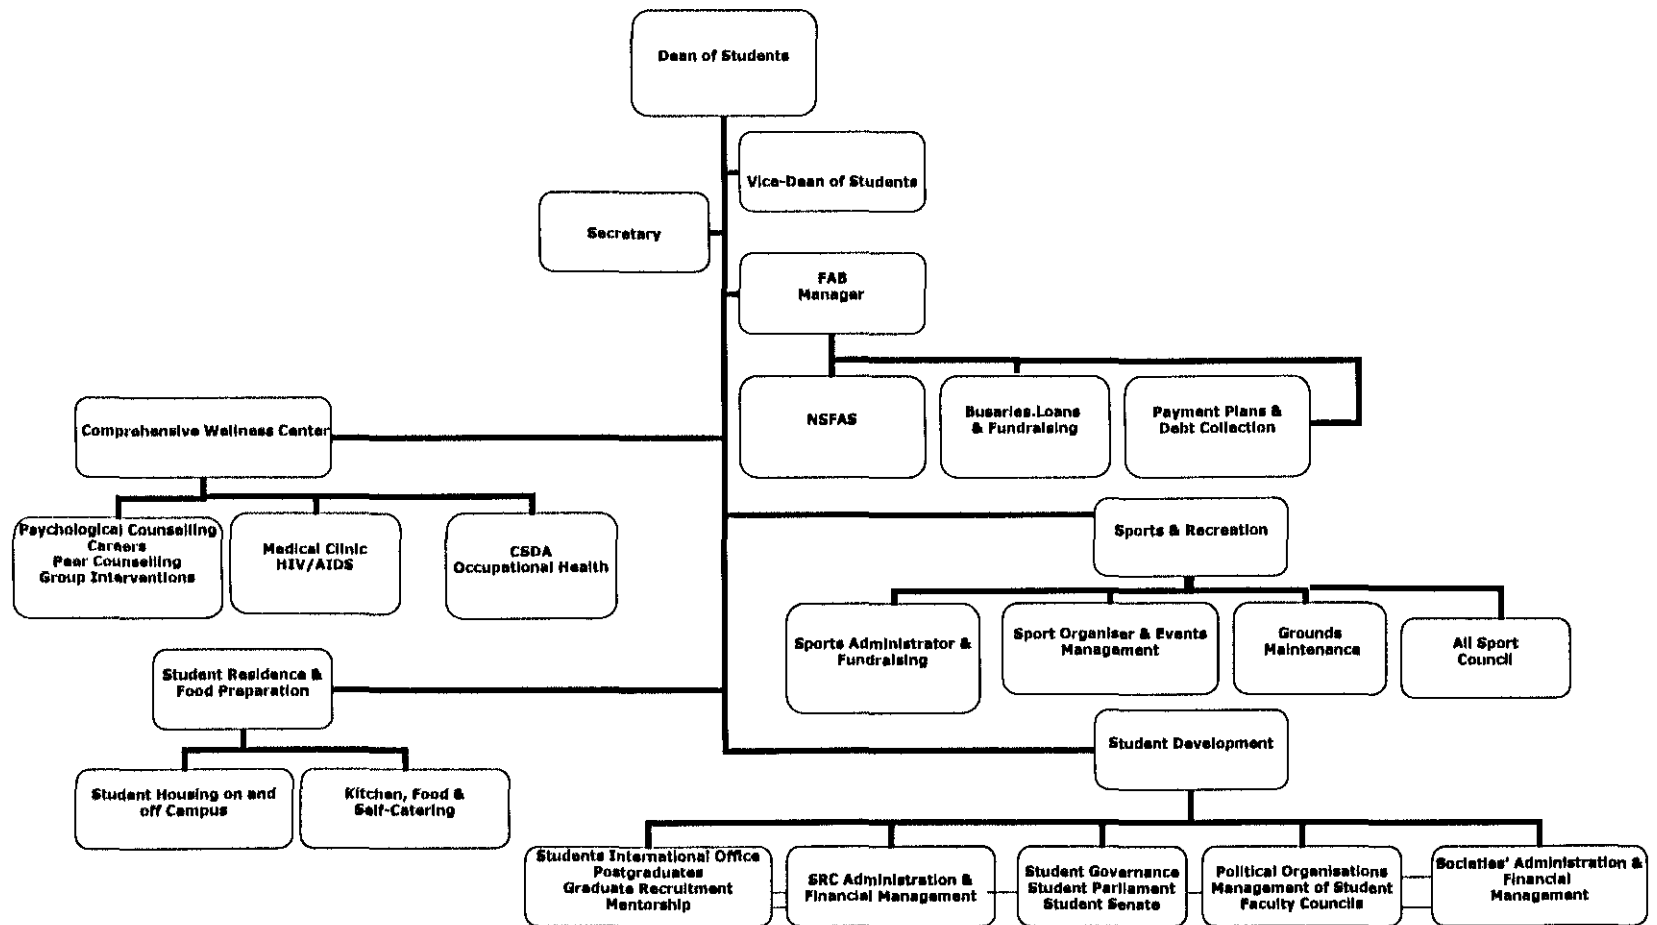 Dean of Students
Vice-Dean of Students
Secretary
FAB
Manager
NSFAS
Busaries.Loans
& Fundraising
Payment Plans &
Debt Collection
Comprehensive Wellness Center
Psychological Counselling
Careers
Peer Counselling
Group Interventions
Medical Clinic
HIV/AIDS
CSDA
Occupational Health
Sports & Recreation
Sports Administrator &
Fundraising
Sport Organiser & Events
Management
Grounds
Maintenance
All Sport
Council
Student Residence &
Food Preparation
Student Housing on and
off Campus
Kitchen, Food &
Self-Catering
Student Development
Students International Office
Postgraduates
Graduate Recruitment
Mentorship
SRC Administration &
Financial Management
Student Governance
Student Parliament
Student Senate
Political Organisations
Management of Student
Faculty Councils
Societies' Administration &
Financial
Management